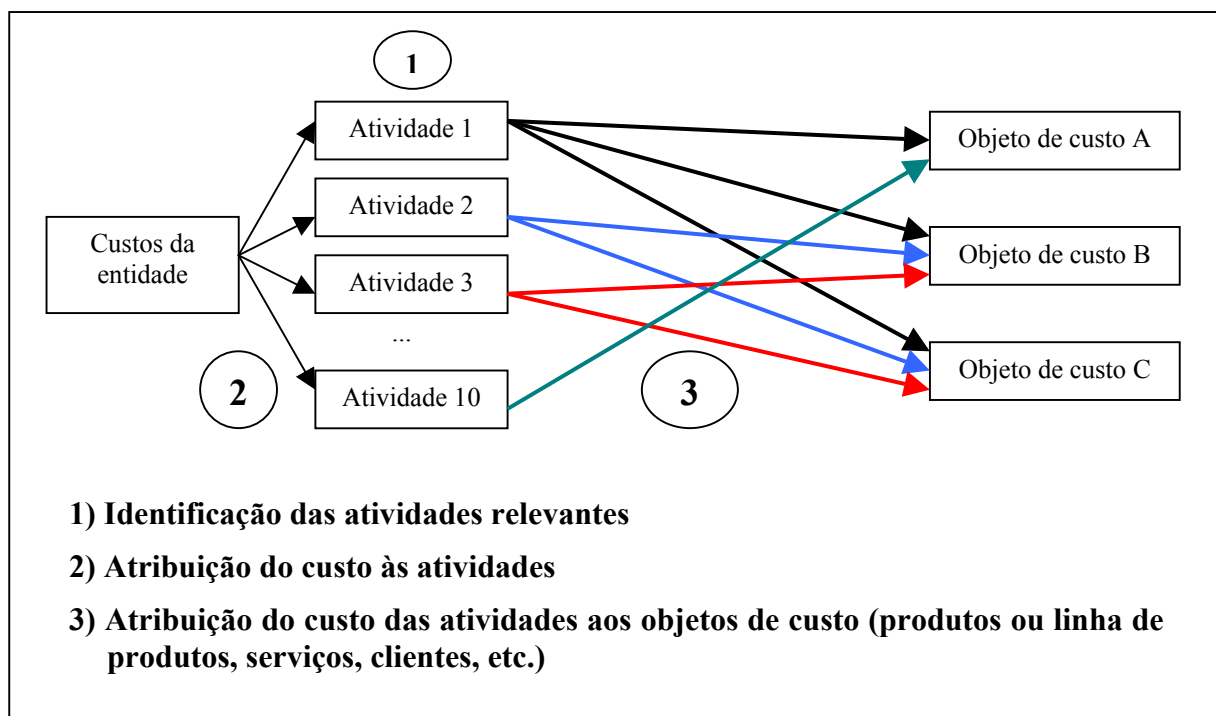 1
Atividade 1
Objeto de custo A
Atividade 2
Custos da
entidade
Objeto de custo B
Atividade 3
...
Objeto de custo C
2
Atividade 10
3
1) Identificação das atividades relevantes
2) Atribuição do custo às atividades
3) Atribuição do custo das atividades aos objetos de custo (produtos ou linha de
produtos, serviços, clientes, etc.)